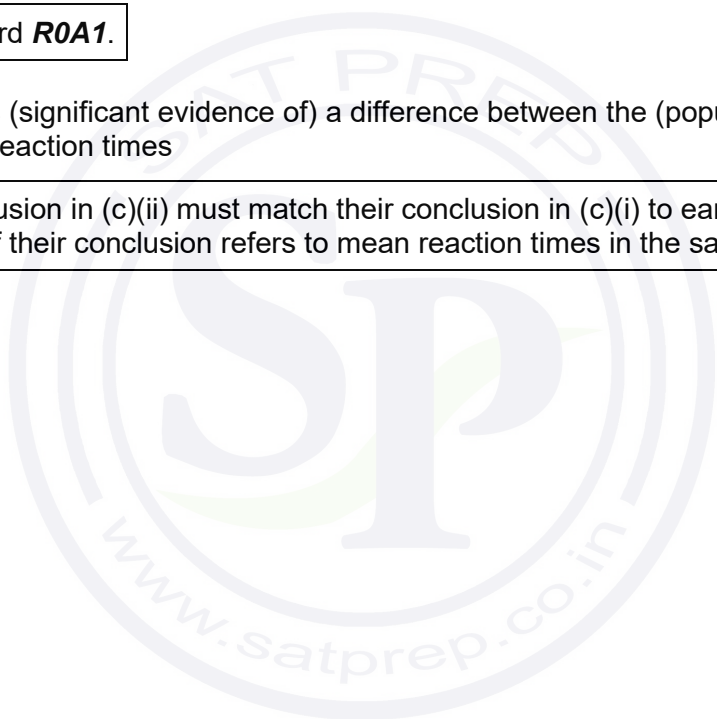 rd R0A1.
SAT PREP
(significant evidence of) a difference between the (popu
eaction times
usion in (c)(ii) must match their conclusion in (c)(i) to ear
f their conclusion refers to mean reaction times in the sa
SP
www.satprep.co.in